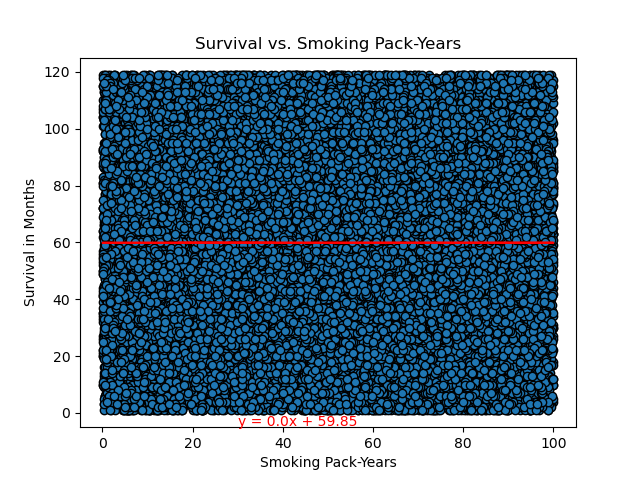 Survival vs. Smoking Pack-Years
120
100
80
60
40
20
0
Survival in Months
y = 0.0x + 59.85
0 20 40 60 80 100
Smoking Pack-Years